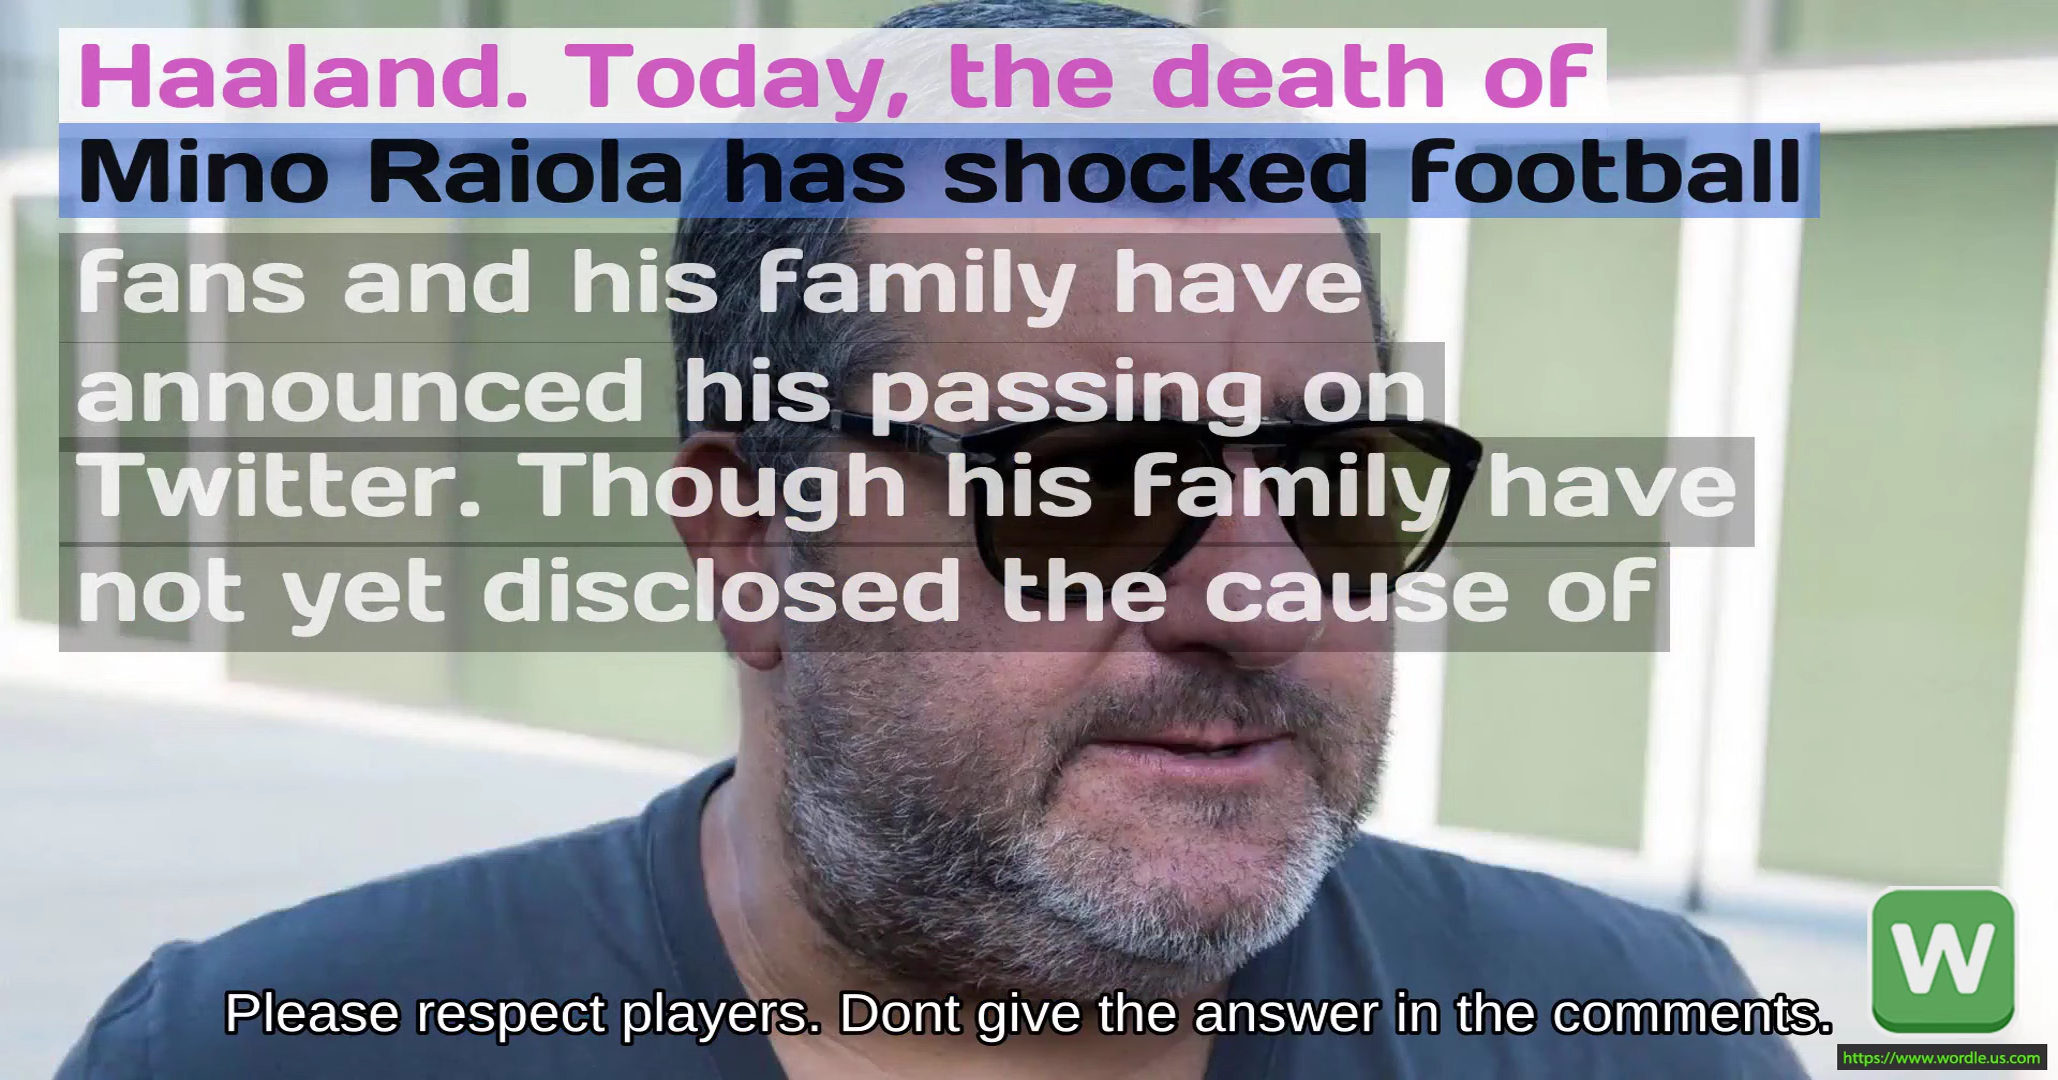 Haaland. Today, the death of
Mino Raiola has shocked football
fans and his family have
announced his passing on
Twitter. Though his family have
not yet disclosed the cause of
Please respect players. Dont give the answer in the comments.
W
https://www.wordle.us.com